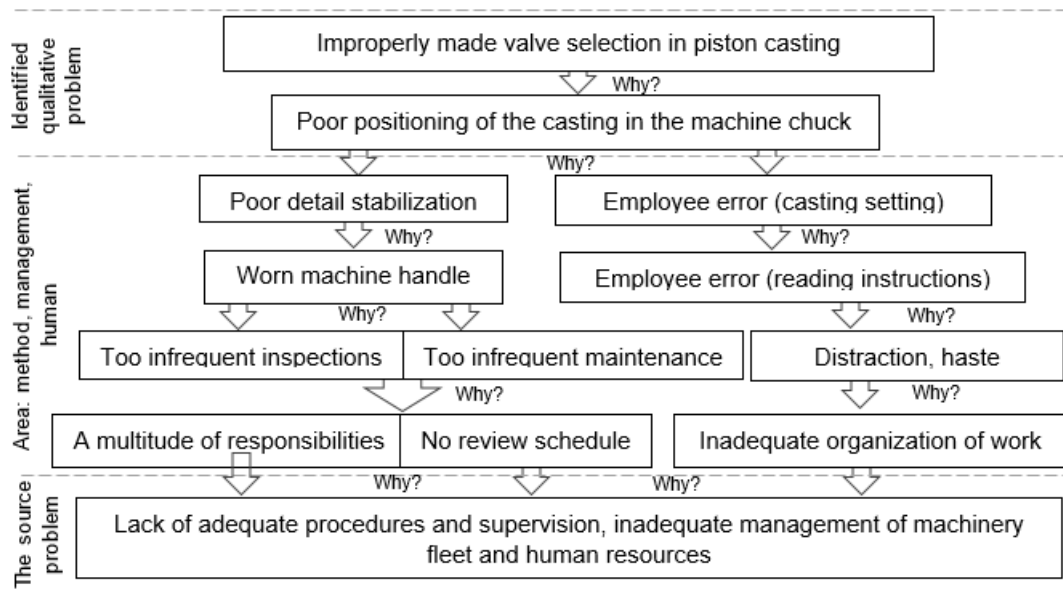 Identified
qualitative
problem
Improperly made valve selection in piston casting
Why?
Poor positioning of the casting in the machine chuck
Area: method, management,
human
Why?
Poor detail stabilization
Employee error (casting setting)
Why?
Why?
Worn machine handle
Employee error (reading instructions)
Why?
Why?
Too infrequent inspections
Too infrequent maintenance
Distraction, haste
Why?
Why?
A multitude of responsibilities
No review schedule
Inadequate organization of work
The source
problem
Why?
Why?
Lack of adequate procedures and supervision, inadequate management of machinery
fleet and human resources